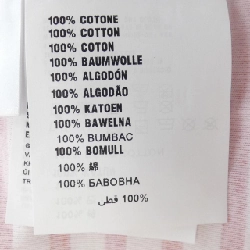 100% COTONE
100% COTTON
100% COTON
100% BAUMWOLLE
100% ALGODÓN
100% ALGODÃO
100% KATOEN
100% BAWEŁNA
100% BUMBAC
100% BOMULL
100% 綿
100% БАВОВНА
100% قطن